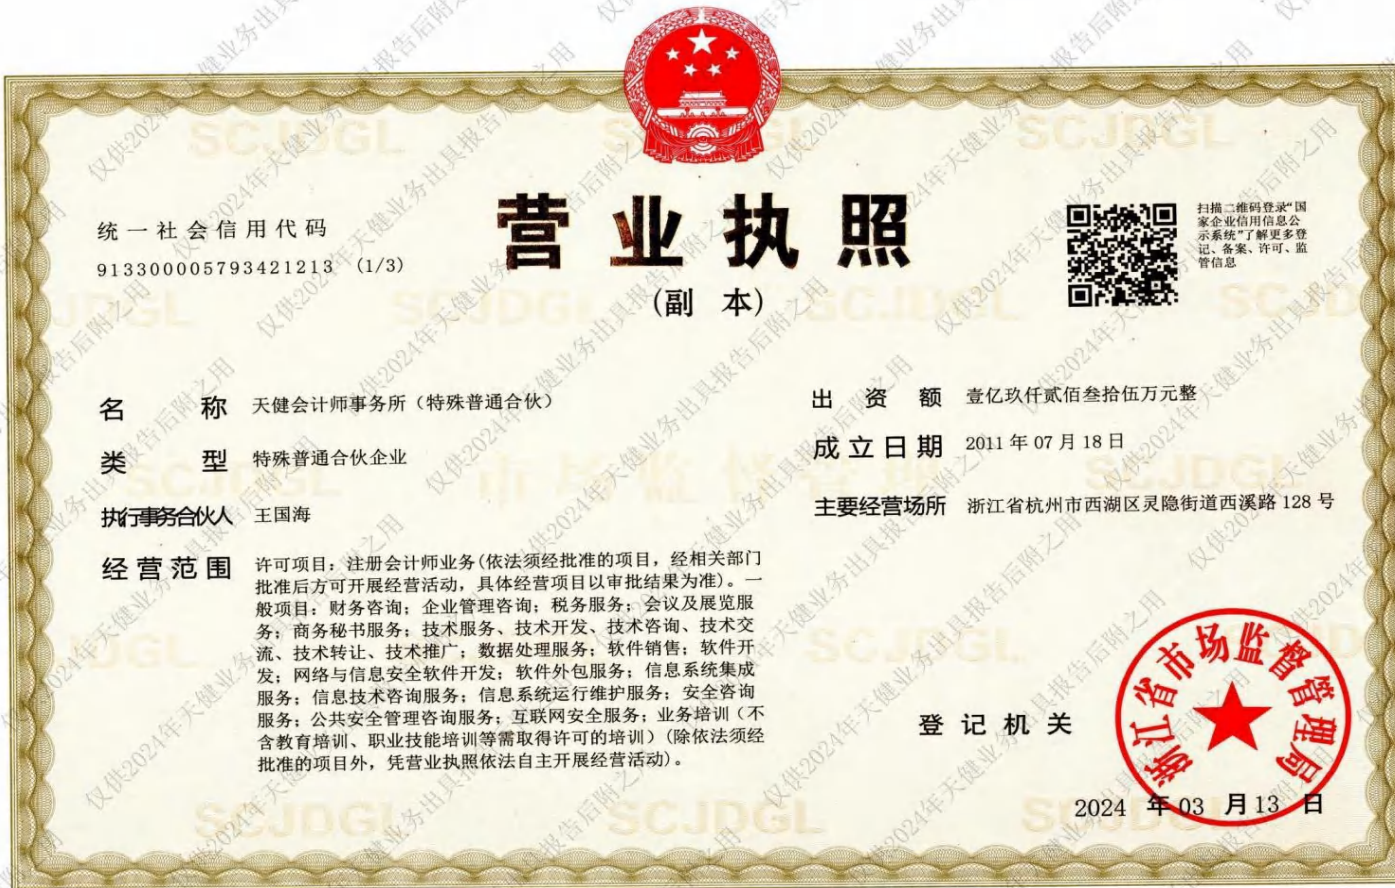 营业执照
(副 本)
统一社会信用代码
913300005793421213 (1/3)
扫描二维码登录“国
家企业信用信息公
示系统”了解更多登
记、备案、许可、监
管信息
名 称 天健会计师事务所（特殊普通合伙）
类 型 特殊普通合伙企业
执行事务合伙人 王国海
经营范围 许可项目：注册会计师业务(依法须经批准的项目，经相关部门
批准后方可开展经营活动，具体经营项目以审批结果为准)。一
般项目：财务咨询；企业管理咨询；税务服务；会议及展览服
务；商务秘书服务；技术服务、技术开发、技术咨询、技术交
流、技术转让、技术推广；数据处理服务；软件销售；软件开
发；网络与信息安全软件开发；软件外包服务；信息系统集成
服务；信息技术咨询服务；信息系统运行维护服务；安全咨询
服务；公共安全管理咨询服务；互联网安全服务；业务培训（不
含教育培训、职业技能培训等需取得许可的培训）(除依法须经
批准的项目外，凭营业执照依法自主开展经营活动)。
出 资 额 壹亿玖仟贰佰叁拾伍万元整
成立日期 2011 年 07 月 18 日
主要经营场所 浙江省杭州市西湖区灵隐街道西溪路 128 号
登记机关
浙江省市场监督管理局
2024 年 03 月 13 日
仅供2024年天健业务出具报告后附之用
SCJDGL
市场监督管理